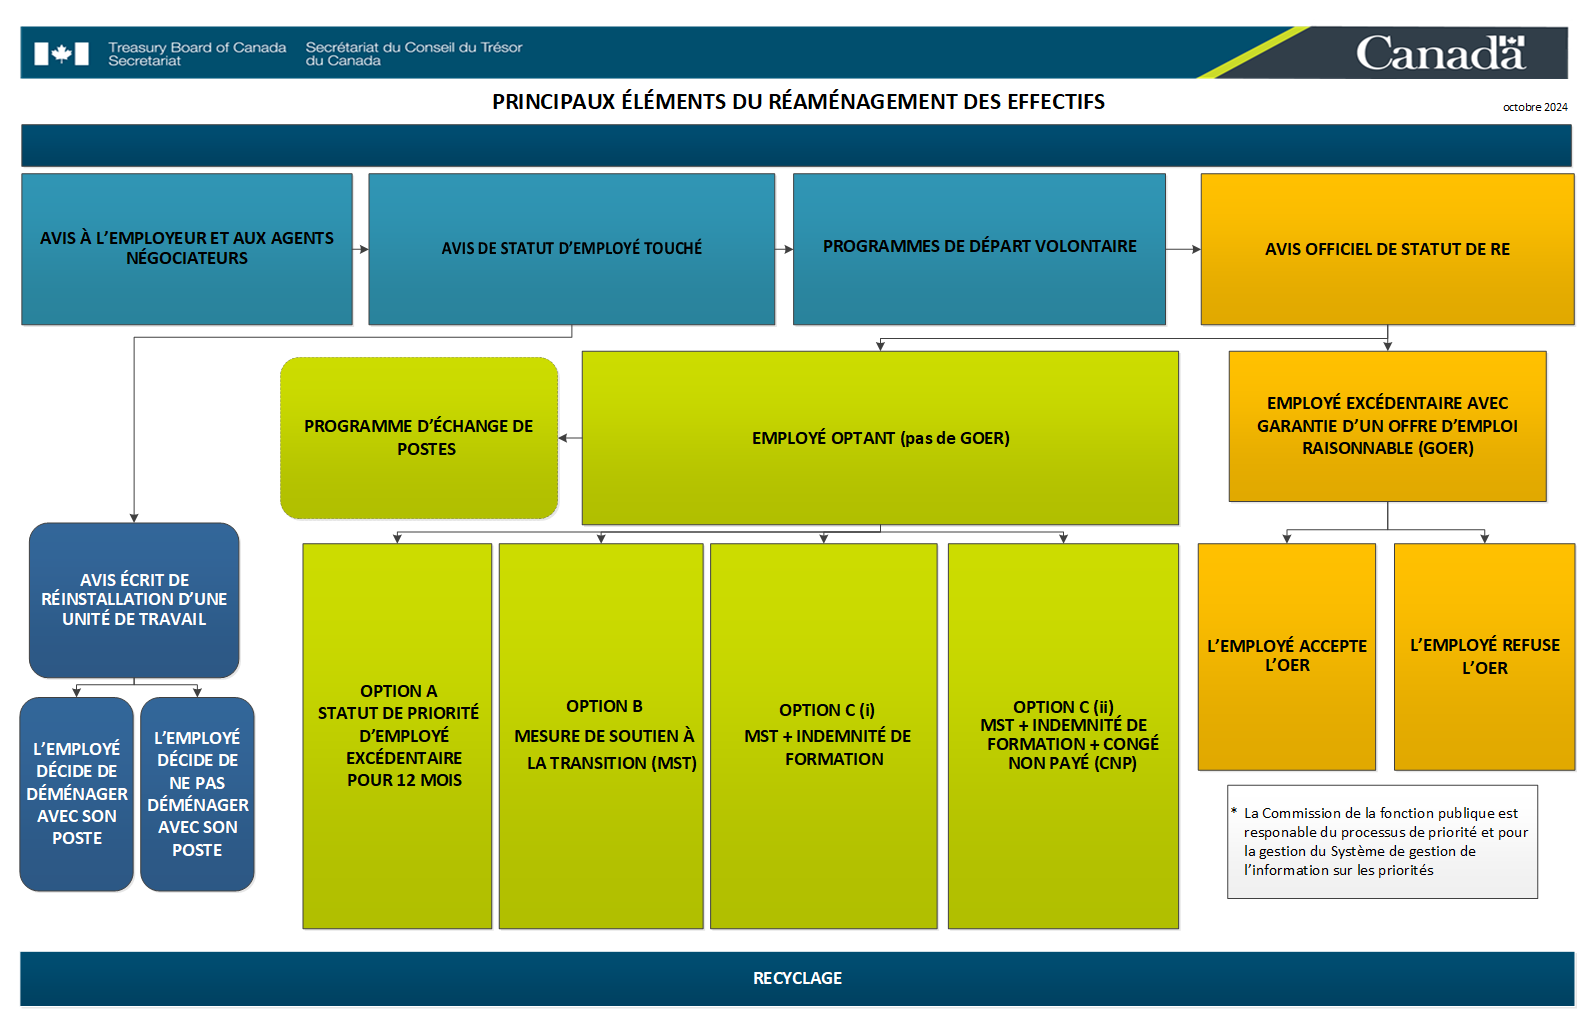 Treasury Board of Canada
Secretariat
Secrétariat du Conseil du Trésor
du Canada
Canada
PRINCIPAUX ÉLÉMENTS DU RÉAMÉNAGEMENT DES EFFECTIFS
octobre 2024
AVIS À L’EMPLOYEUR ET AUX AGENTS
NÉGOCIATEURS
AVIS DE STATUT D’EMPLOYÉ TOUCHÉ
PROGRAMMES DE DÉPART VOLONTAIRE
AVIS OFFICIEL DE STATUT DE RE
PROGRAMME D’ÉCHANGE DE
POSTES
EMPLOYÉ OPTANT (pas de GOER)
EMPLOYÉ EXCÉDENTAIRE AVEC
GARANTIE D’UN OFFRE D’EMPLOI
RAISONNABLE (GOER)
AVIS ÉCRIT DE
RÉINSTALLATION D’UNE
UNITÉ DE TRAVAIL
L’EMPLOYÉ
DÉCIDE DE
DÉMÉNAGER
AVEC SON
POSTE
L’EMPLOYÉ
DÉCIDE DE
NE PAS
DÉMÉNAGER
AVEC SON
POSTE
OPTION A
STATUT DE PRIORITÉ
D’EMPLOYÉ
EXCÉDENTAIRE
POUR 12 MOIS
OPTION B
MESURE DE SOUTIEN À
LA TRANSITION (MST)
OPTION C (i)
MST + INDEMNITÉ DE
FORMATION
OPTION C (ii)
MST + INDEMNITÉ DE
FORMATION + CONGÉ
NON PAYÉ (CNP)
L’EMPLOYÉ ACCEPTE
L’OER
L’EMPLOYÉ REFUSE
L’OER
* La Commission de la fonction publique est
responable du processus de priorité et pour
la gestion du Système de gestion de
l’information sur les priorités
RECYCLAGE